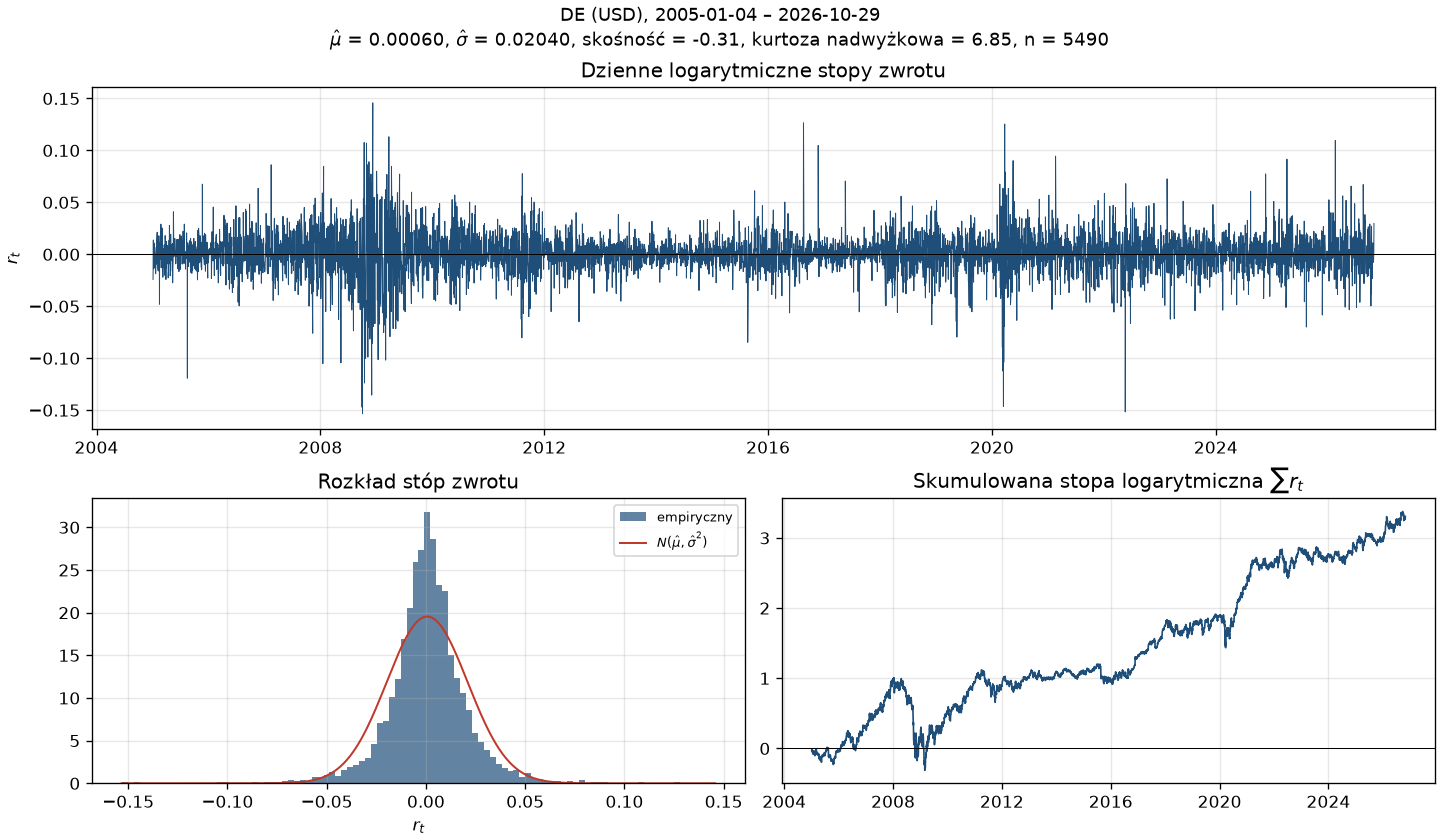 DE (USD), 2005-01-04 – 2026-10-29
μ̂ = 0.00060, σ̂ = 0.02040, skośność = -0.31, kurtoza nadwyżkowa = 6.85, n = 5490
Dzienne logarytmiczne stopy zwrotu
0.15
0.10
0.05
0.00
−0.05
−0.10
−0.15
r_t
2004 2008 2012 2016 2020 2024
Rozkład stóp zwrotu
empiryczny
N(μ̂, σ̂²)
30
25
20
15
10
5
0
−0.15 −0.10 −0.05 0.00 0.05 0.10 0.15
r_t
Skumulowana stopa logarytmiczna ∑r_t
3
2
1
0
2004 2008 2012 2016 2020 2024